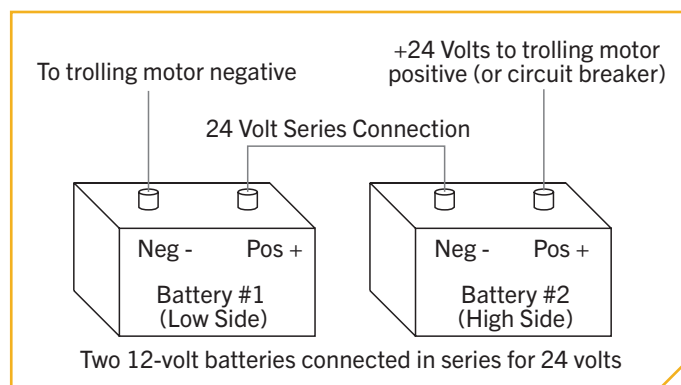 To trolling motor negative
+24 Volts to trolling motor
positive (or circuit breaker)
24 Volt Series Connection
Neg -
Pos +
Battery #1
(Low Side)
Neg -
Pos +
Battery #2
(High Side)
Two 12-volt batteries connected in series for 24 volts